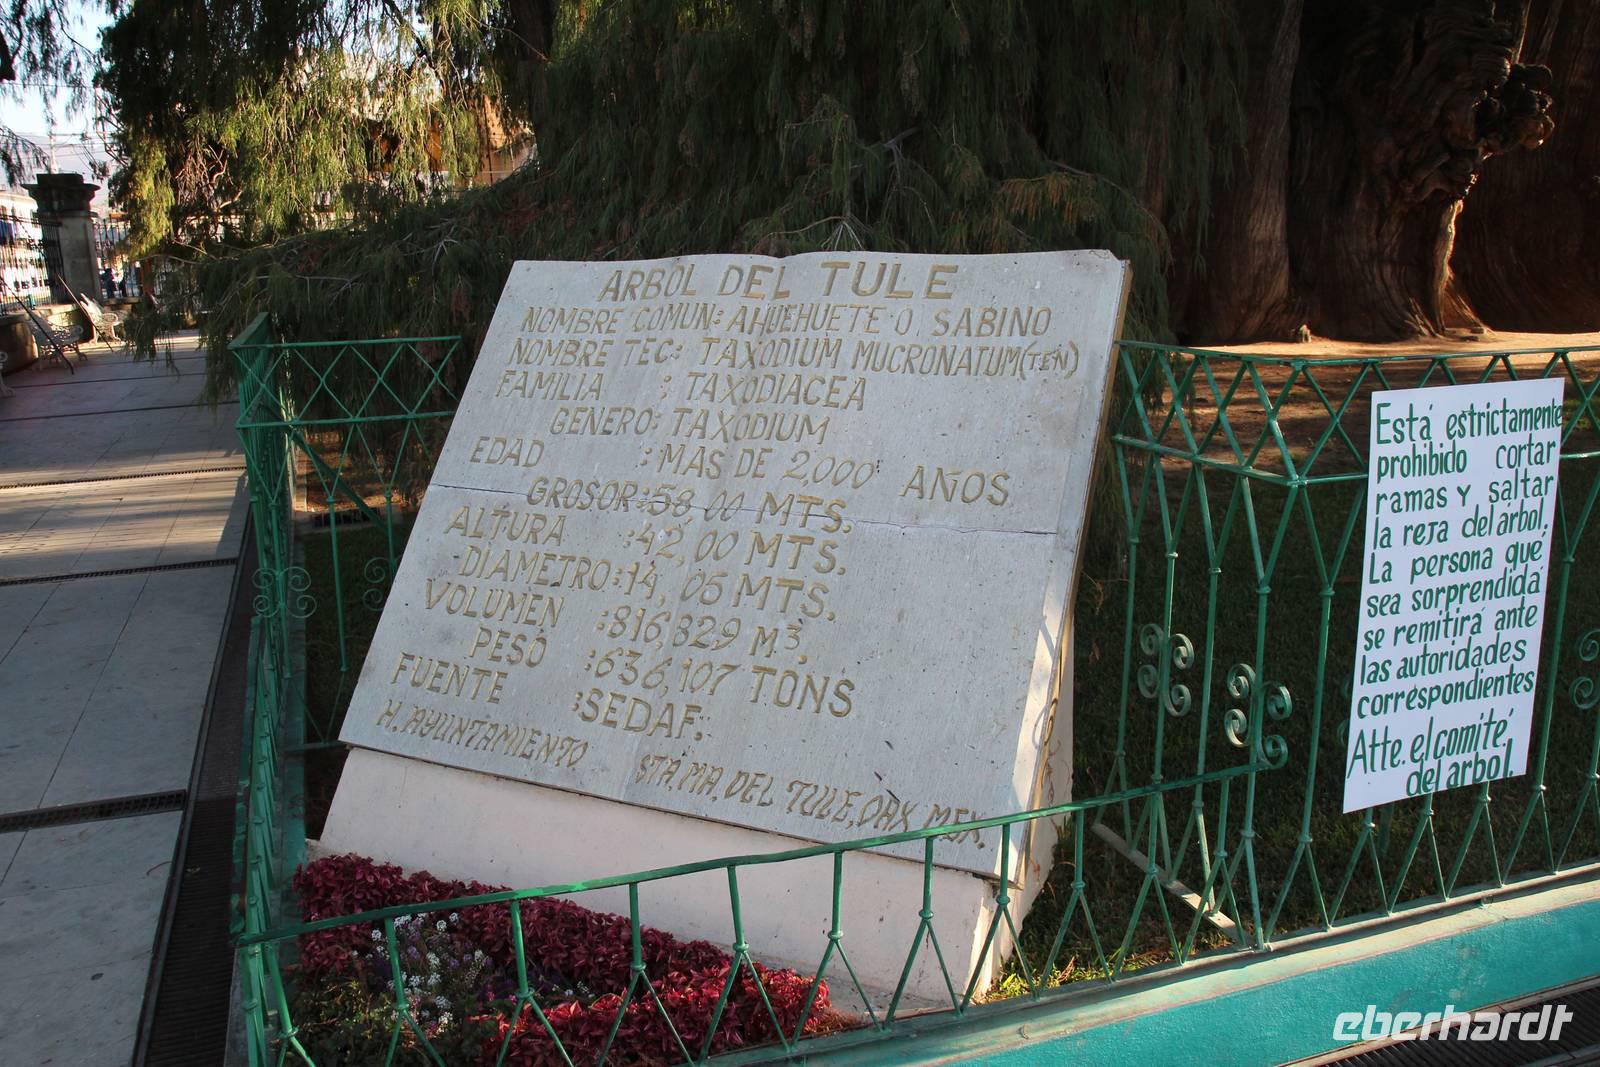 ARBOL DEL TULE
NOMBRE COMUN: AHUEHUETE O SABINO
NOMBRE TEC: TAXODIUM MUCRONATUM (TEN)
FAMILIA : TAXODIACEA
GENERO: TAXODIUM
EDAD : MAS DE 2,000 AÑOS
GROSOR: 58,00 MTS.
ALTURA : 42,00 MTS.
DIAMETRO: 14,05 MTS.
VOLUMEN : 816,829 M3.
PESO : 636,107 TONS
FUENTE : SEDAF.
H. AYUNTAMIENTO STA. MA. DEL TULE, OAX. MEX.
Está estrictamente
prohibido cortar
ramas y saltar
la reja del árbol.
La persona qué
sea sorprendida
se remitirá ante
las autoridades
correspondientes
Atte. el comité
del arbol.
eberhardt